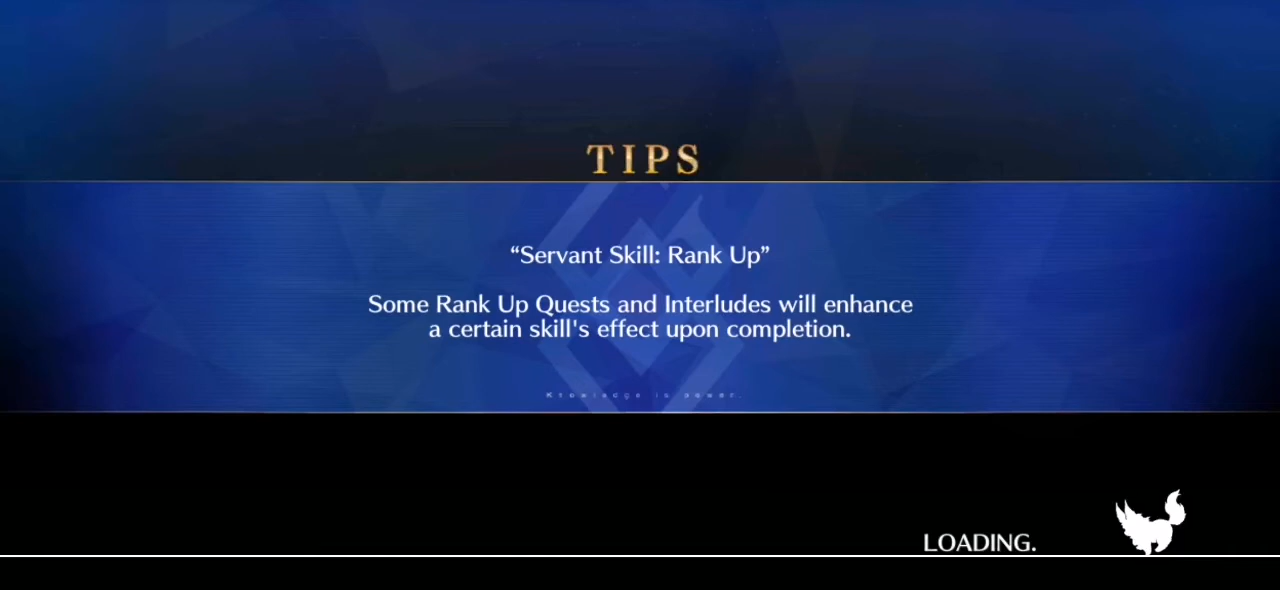 TIPS
“Servant Skill: Rank Up”
Some Rank Up Quests and Interludes will enhance
a certain skill's effect upon completion.
Knowledge is power.
LOADING.